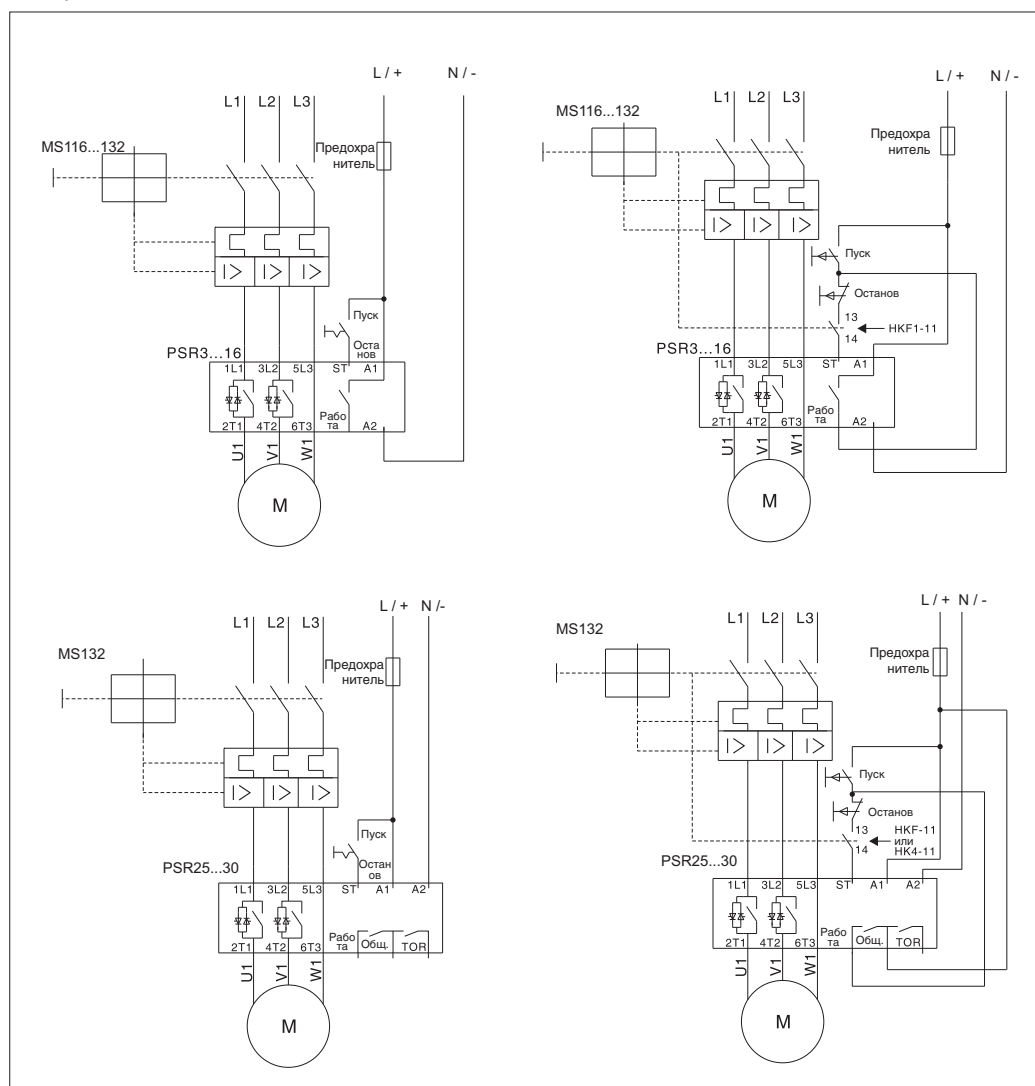 L / +
N / -
L1
L2
L3
MS116...132
Предохра
нитель
I >
I >
I >
Пуск
Оста
нов
PSR3...16
1L1
3L2
5L3
ST
A1
Рабо
та
2T1
4T2
6T3
A2
U1
V1
W1
M
L / +
N / -
L1
L2
L3
MS116...132
Предохра
нитель
I >
I >
I >
Пуск
Останов
13
14
HKF1-11
PSR3...16
1L1
3L2
5L3
ST
A1
Рабо
та
2T1
4T2
6T3
A2
U1
V1
W1
M
L / +
N /-
L1
L2
L3
MS132
Предохра
нитель
I >
I >
I >
Пуск
Остан
ов
PSR25...30
1L1
3L2
5L3
ST
A1
A2
Рабо
та
Общ.
TOR
2T1
4T2
6T3
U1
V1
W1
M
L / +
N / -
L1
L2
L3
MS132
Предохра
нитель
I >
I >
I >
Пуск
Останов
13
14
HKF-11
или
HK4-11
PSR25...30
1L1
3L2
5L3
ST
A1
A2
Рабо
та
Общ.
TOR
2T1
4T2
6T3
U1
V1
W1
M